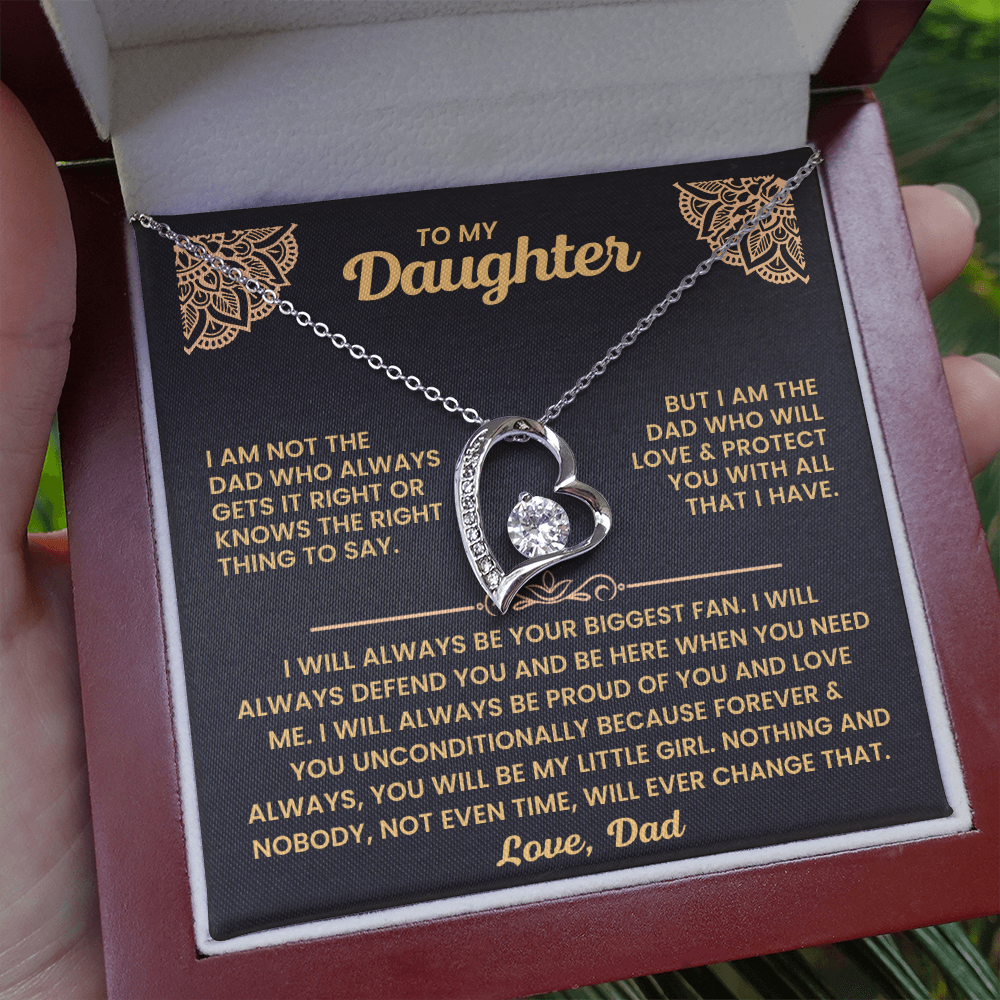 TO MY
Daughter
I AM NOT THE
DAD WHO ALWAYS
GETS IT RIGHT OR
KNOWS THE RIGHT
THING TO SAY.
BUT I AM THE
DAD WHO WILL
LOVE & PROTECT
YOU WITH ALL
THAT I HAVE.
I WILL ALWAYS BE YOUR BIGGEST FAN. I WILL
ALWAYS DEFEND YOU AND BE HERE WHEN YOU NEED
ME. I WILL ALWAYS BE PROUD OF YOU AND LOVE
YOU UNCONDITIONALLY BECAUSE FOREVER &
ALWAYS, YOU WILL BE MY LITTLE GIRL. NOTHING AND
NOBODY, NOT EVEN TIME, WILL EVER CHANGE THAT.
Love, Dad